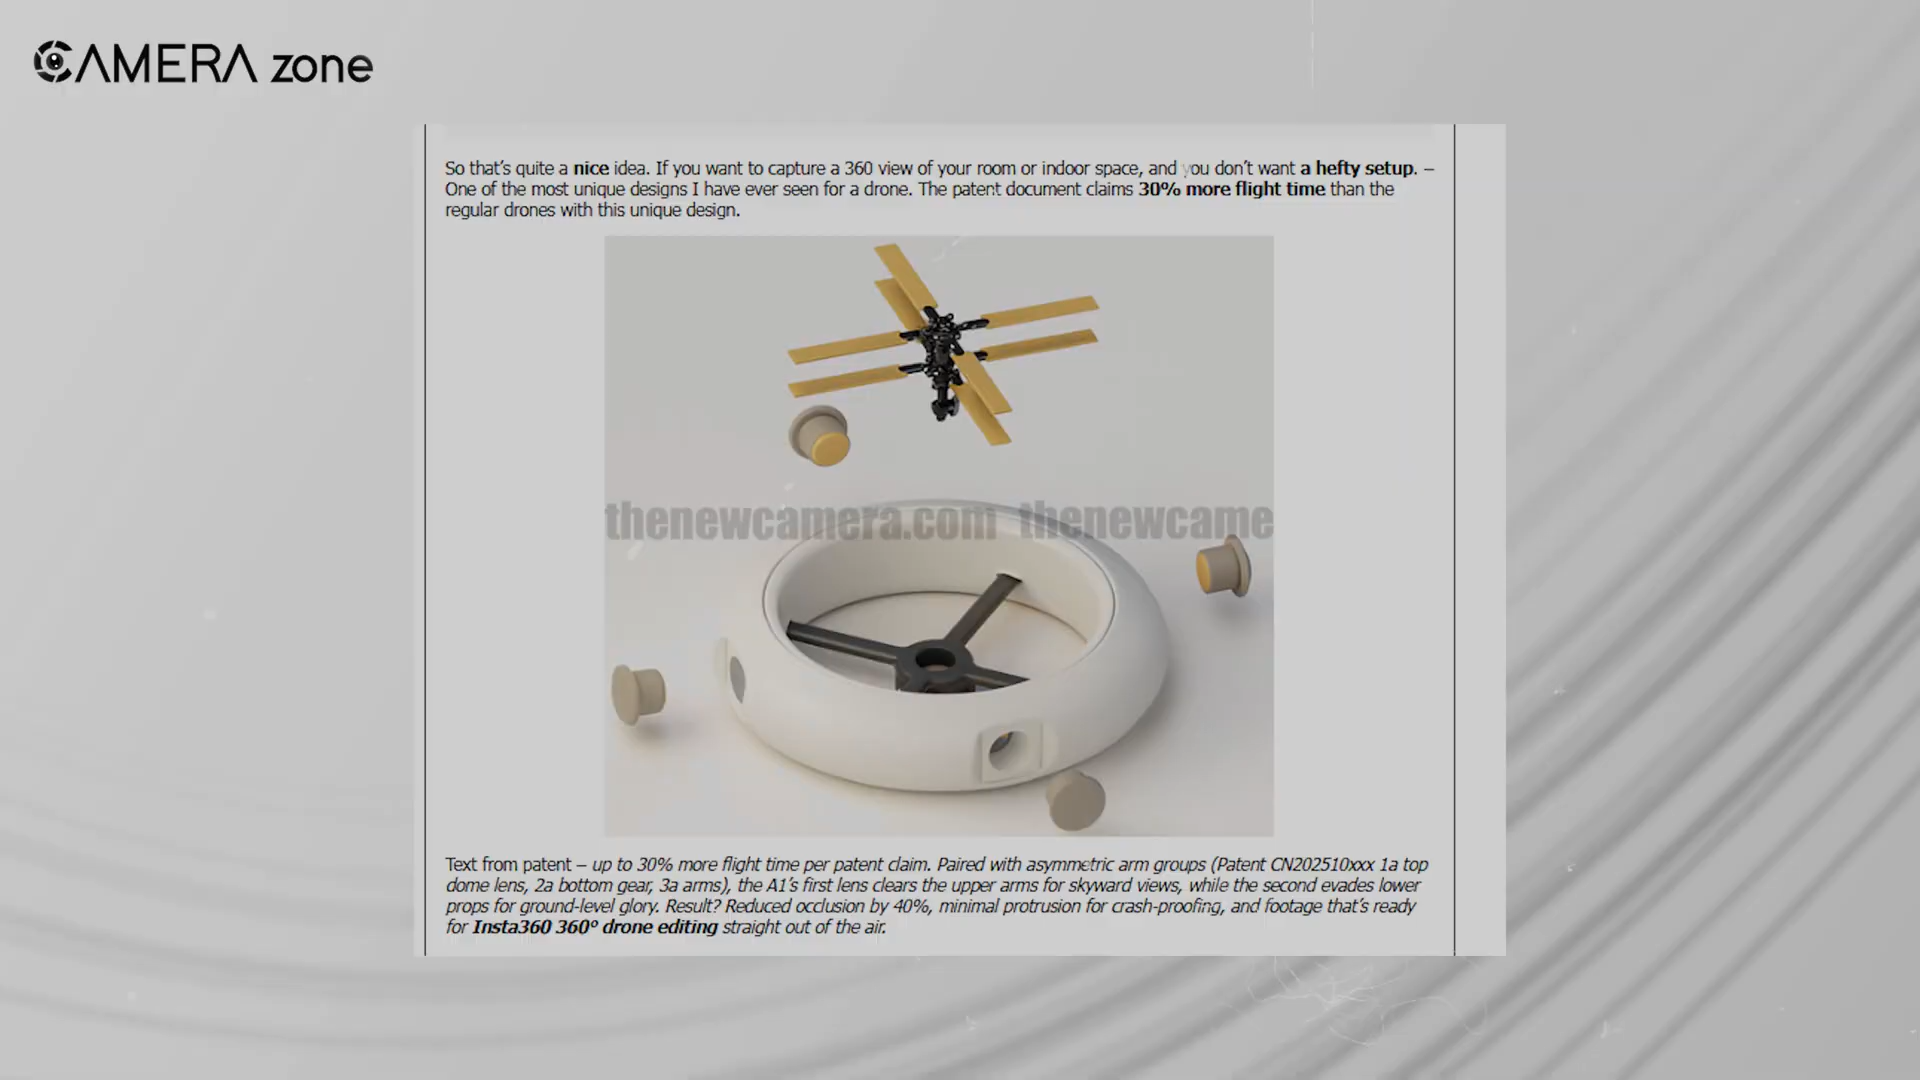 CAMERA zone
So that's quite a nice idea. If you want to capture a 360 view of your room or indoor space, and you don't want a hefty setup. –
One of the most unique designs I have ever seen for a drone. The patent document claims 30% more flight time than the
regular drones with this unique design.
thenewcamera.com thenewcame
Text from patent – up to 30% more flight time per patent claim. Paired with asymmetric arm groups (Patent CN202510xxx 1a top
dome lens, 2a bottom gear, 3a arms), the A1's first lens clears the upper arms for skyward views, while the second evades lower
props for ground-level glory. Result? Reduced occlusion by 40%, minimal protrusion for crash-proofing, and footage that's ready
for Insta360 360° drone editing straight out of the air.